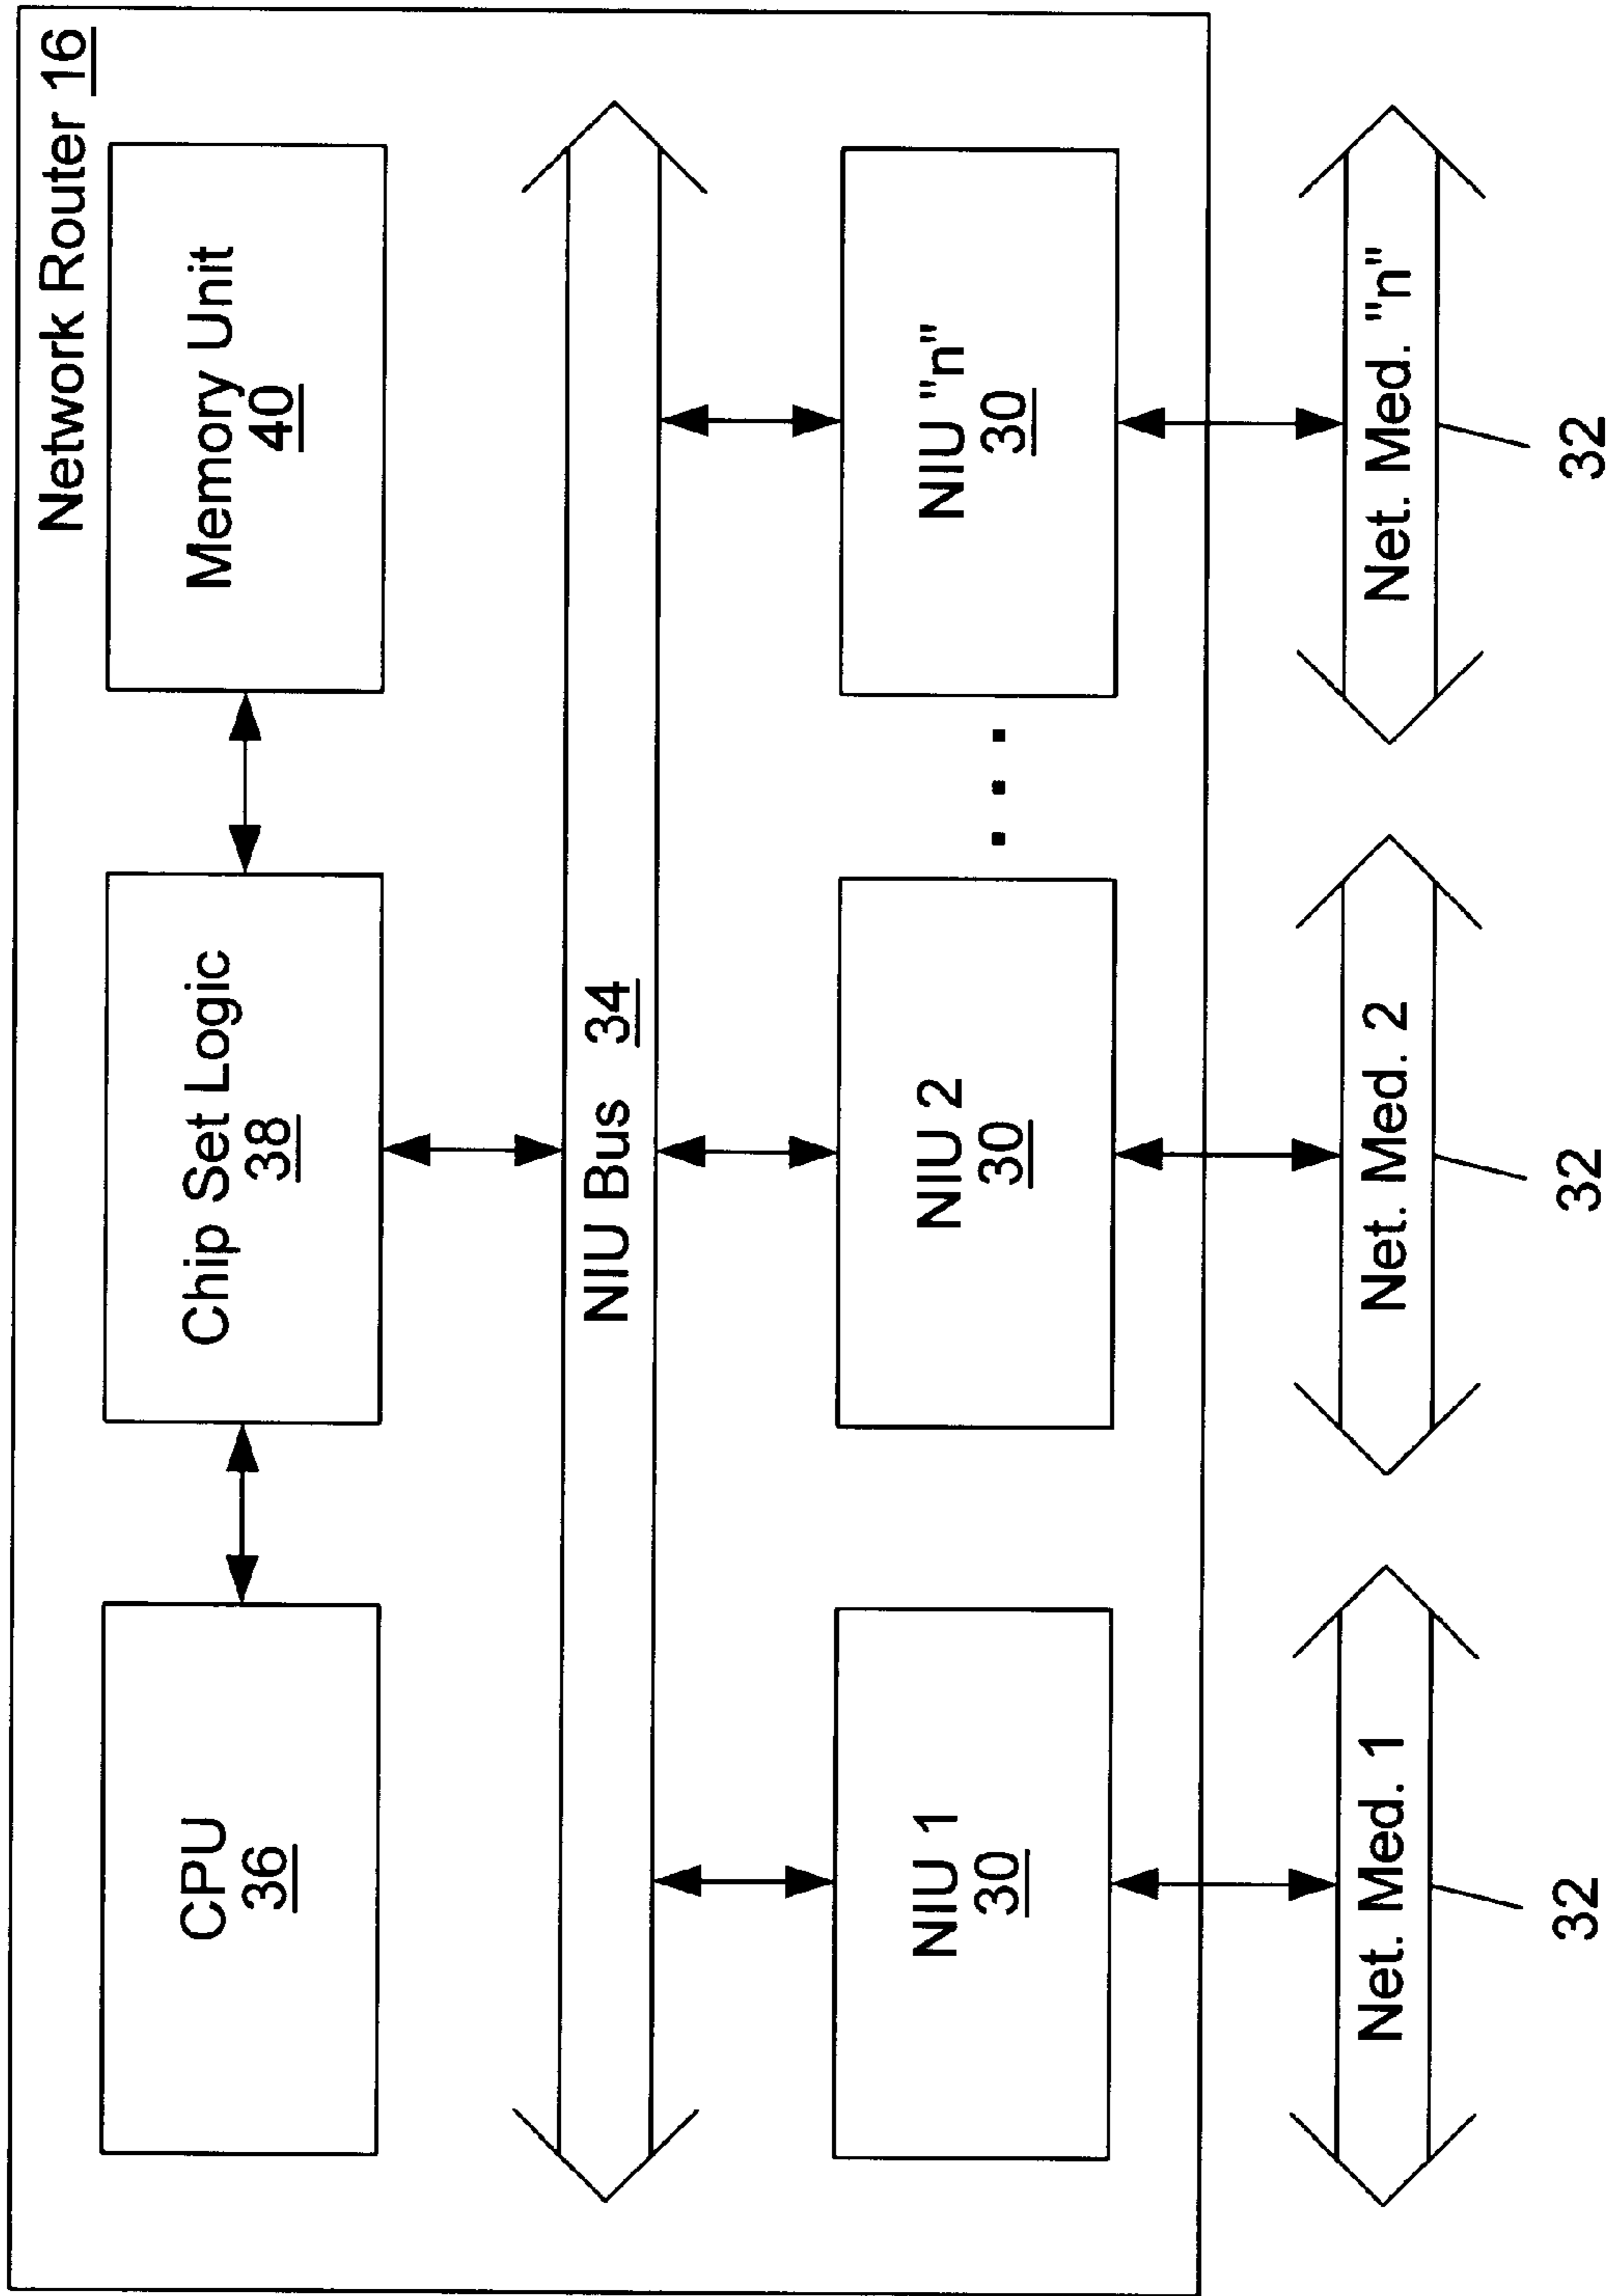 Network Router 16
CPU
36
Chip Set Logic
38
Memory Unit
40
NIU Bus 34
NIU 1
30
NIU 2
30
. . .
NIU "n"
30
Net. Med. 1
Net. Med. 2
Net. Med. "n"
32
32
32